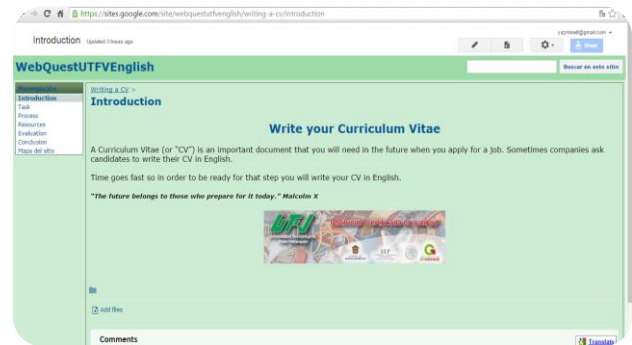 https://sites.google.com/site/webquestutfvenglish/writing-a-cv/introduction
Introduction Updated 3 hours ago
Share
WebQuestUTFVEnglish
Buscar en este sitio
Introduction
Task
Process
Resources
Evaluation
Conclusion
Mapa del sitio
Writing a CV >
Introduction
Write your Curriculum Vitae
A Curriculum Vitae (or "CV") is an important document that you will need in the future when you apply for a job. Sometimes companies ask
candidates to write their CV in English.
Time goes fast so in order to be ready for that step you will write your CV in English.
"The future belongs to those who prepare for it today." Malcolm X
Add files
Comments
Translate